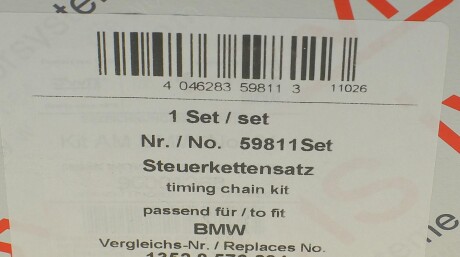 4 046283 59811 3 11026
1 Set / set
Nr. / No. 59811Set
Steuerkettensatz
timing chain kit
passend für / to fit
BMW
Vergleichs-Nr. / Replaces No.